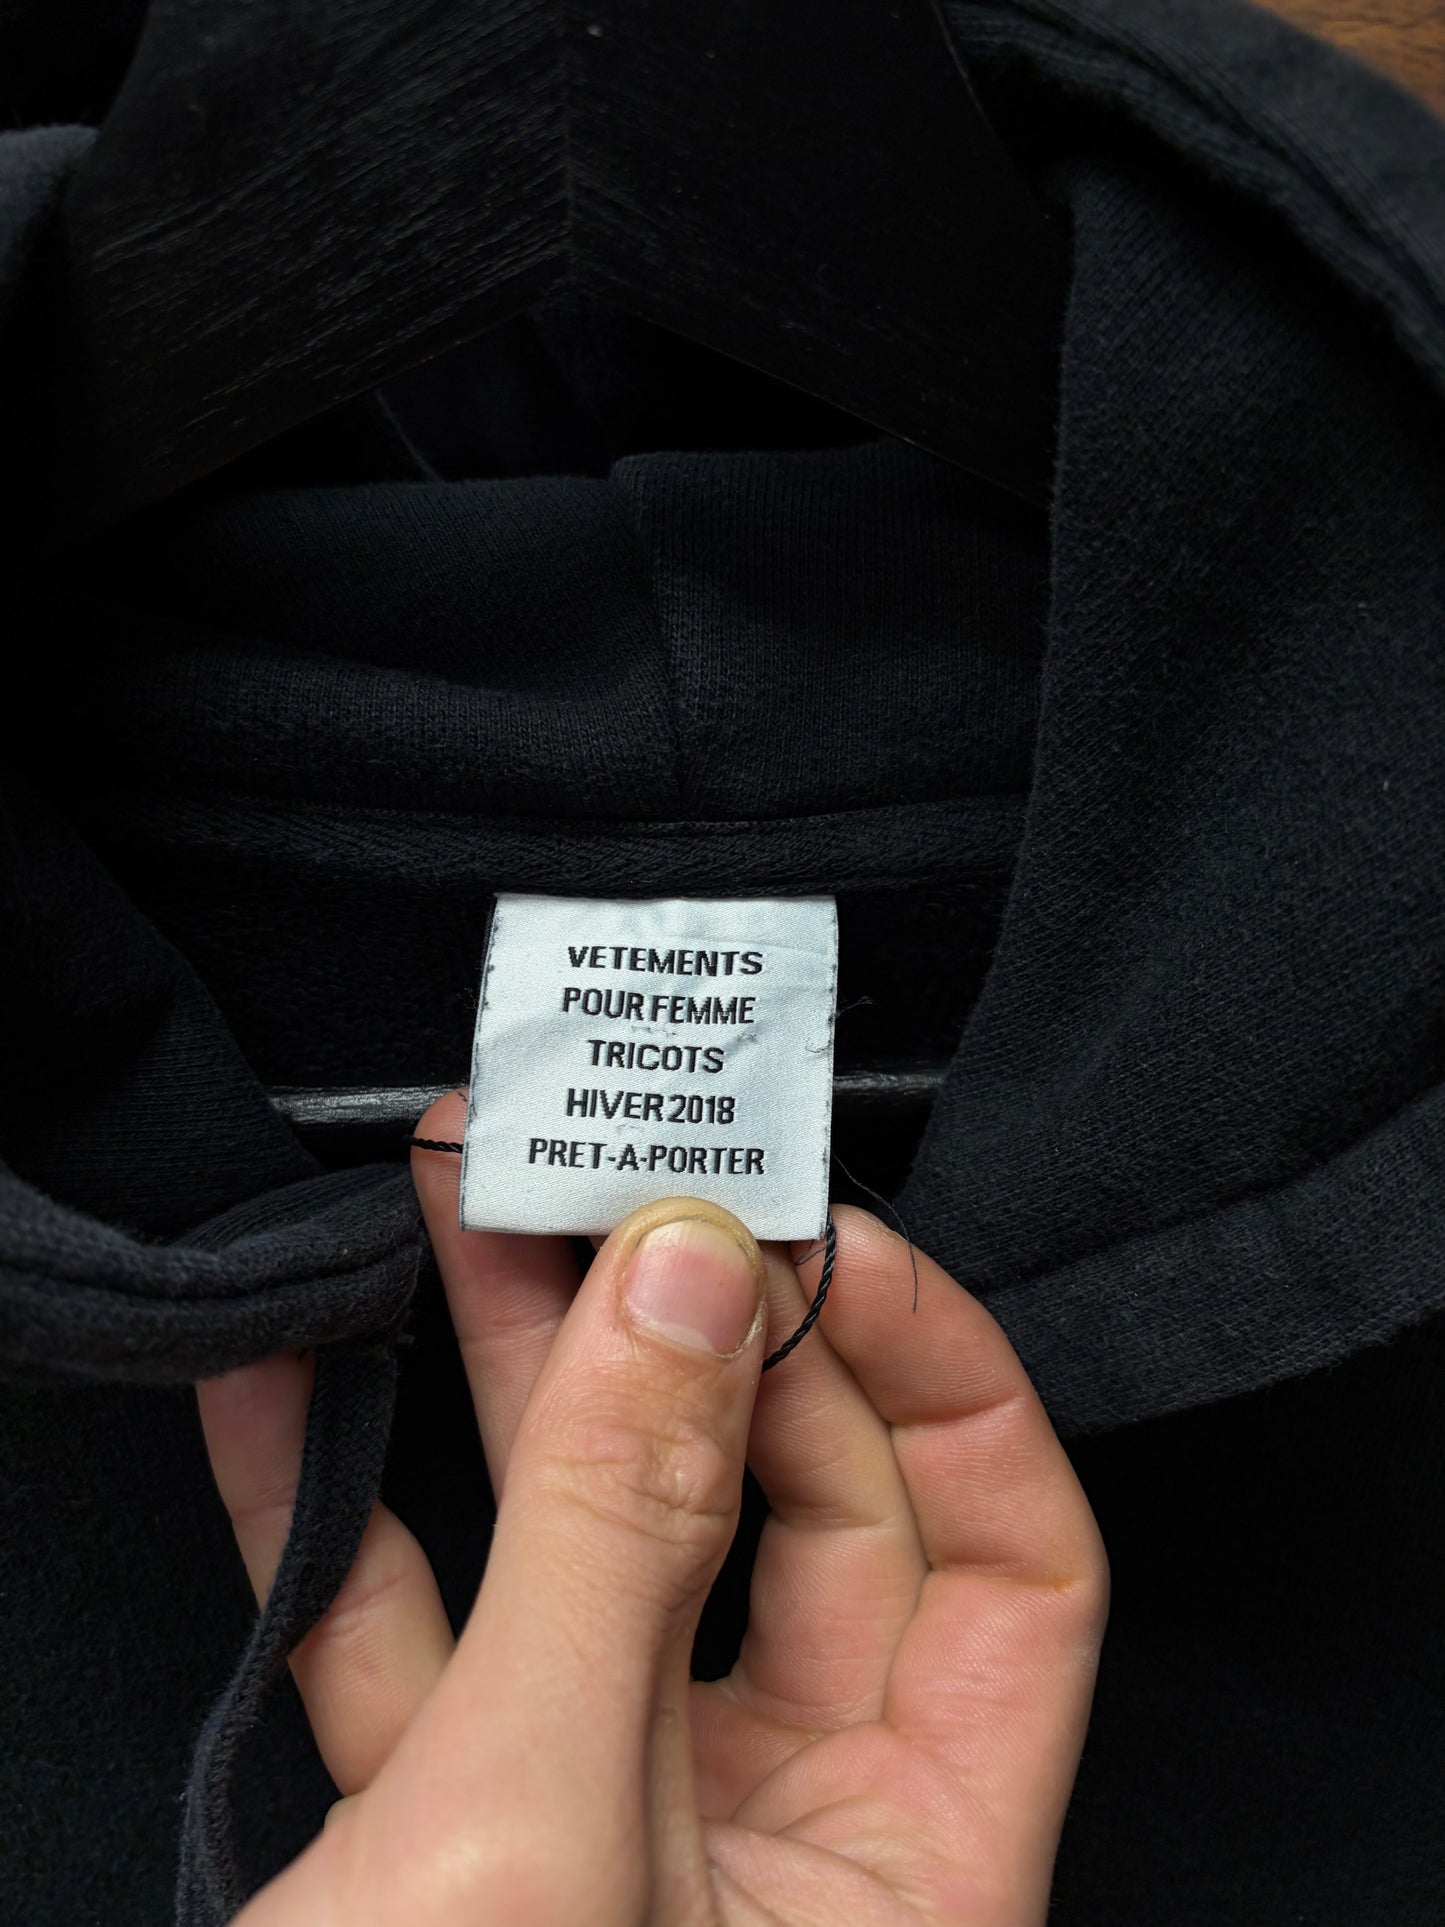 VETEMENTS
POUR FEMME
TRICOTS
HIVER 2018
PRET-A-PORTER